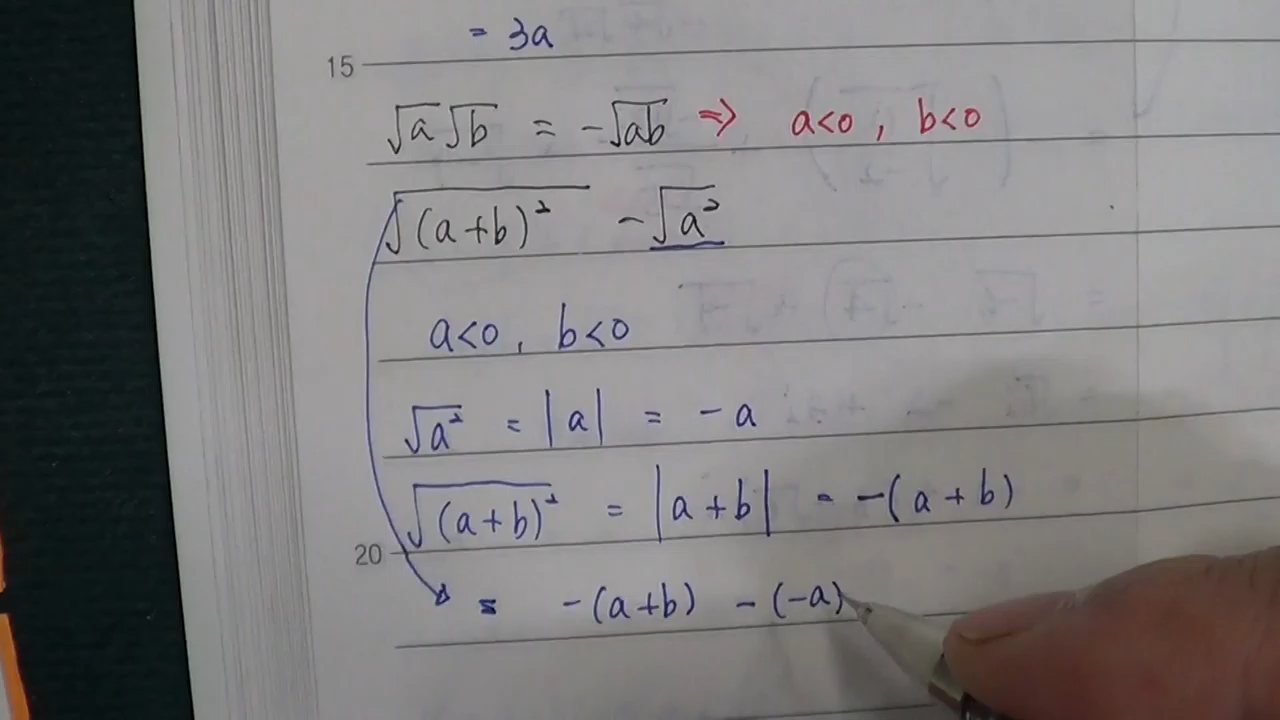 = 3a
15
√a √b = -√ab ⇒ a<0, b<0
√(a+b)² -√a²
a<0, b<0
√a² = |a| = -a
√(a+b)² = |a+b| = -(a+b)
20
= -(a+b) -(-a)